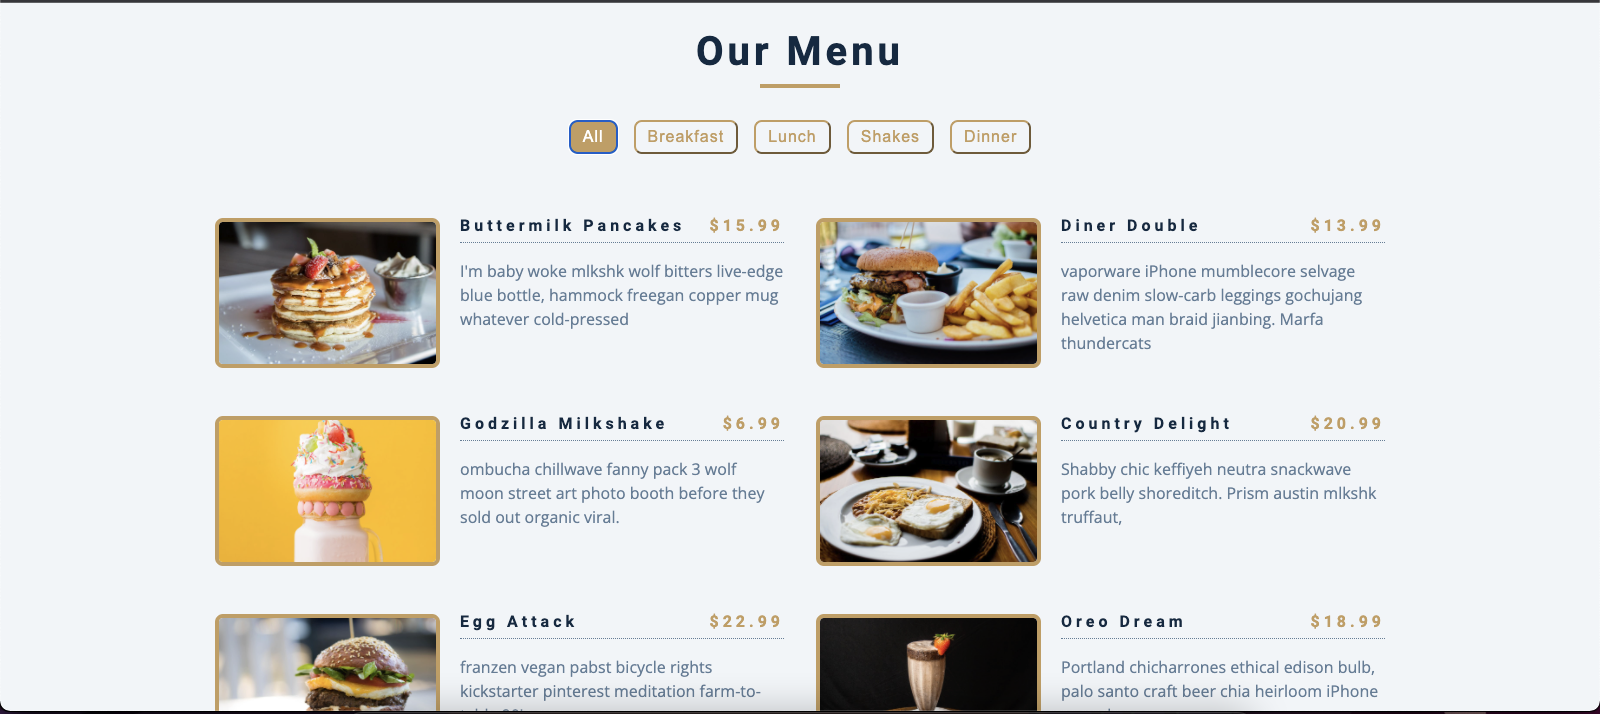 Our Menu
All
Breakfast
Lunch
Shakes
Dinner
Buttermilk Pancakes $15.99
I'm baby woke mlkshk wolf bitters live-edge
blue bottle, hammock freegan copper mug
whatever cold-pressed
Diner Double $13.99
vaporware iPhone mumblecore selvage
raw denim slow-carb leggings gochujang
helvetica man braid jianbing. Marfa
thundercats
Godzilla Milkshake $6.99
ombucha chillwave fanny pack 3 wolf
moon street art photo booth before they
sold out organic viral.
Country Delight $20.99
Shabby chic keffiyeh neutra snackwave
pork belly shoreditch. Prism austin mlkshk
truffaut,
Egg Attack $22.99
franzen vegan pabst bicycle rights
kickstarter pinterest meditation farm-to-
Oreo Dream $18.99
Portland chicharrones ethical edison bulb,
palo santo craft beer chia heirloom iPhone